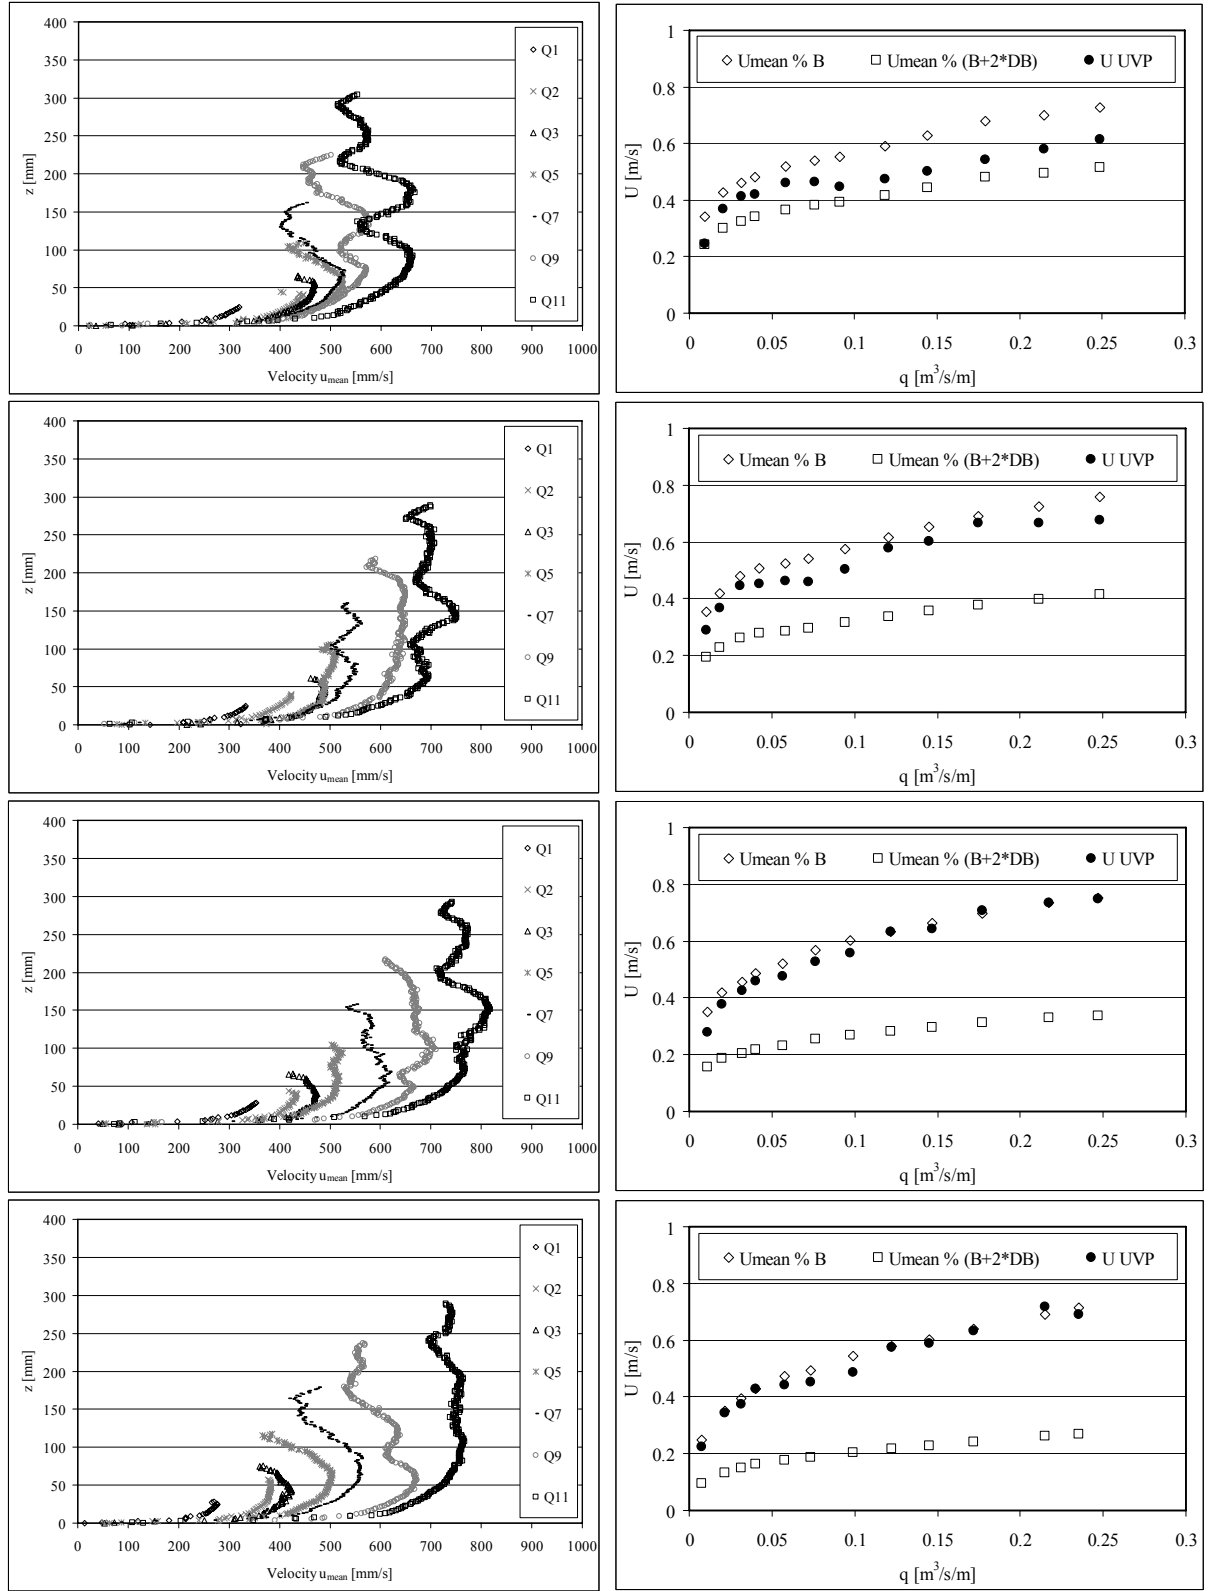 400
350
300
250
200
150
100
50
0
z [mm]
0 100 200 300 400 500 600 700 800 900 1000
Velocity u_mean [mm/s]
Q1
Q2
Q3
Q5
Q7
Q9
Q11
1
0.8
0.6
0.4
0.2
0
U [m/s]
Umean % B Umean % (B+2*DB) U UVP
0 0.05 0.1 0.15 0.2 0.25 0.3
q [m³/s/m]
400
350
300
250
200
150
100
50
0
z [mm]
0 100 200 300 400 500 600 700 800 900 1000
Velocity u_mean [mm/s]
Q1
Q2
Q3
Q5
Q7
Q9
Q11
1
0.8
0.6
0.4
0.2
0
U [m/s]
Umean % B Umean % (B+2*DB) U UVP
0 0.05 0.1 0.15 0.2 0.25 0.3
q [m³/s/m]
400
350
300
250
200
150
100
50
0
z [mm]
0 100 200 300 400 500 600 700 800 900 1000
Velocity u_mean [mm/s]
Q1
Q2
Q3
Q5
Q7
Q9
Q11
1
0.8
0.6
0.4
0.2
0
U [m/s]
Umean % B Umean % (B+2*DB) U UVP
0 0.05 0.1 0.15 0.2 0.25 0.3
q [m³/s/m]
400
350
300
250
200
150
100
50
0
z [mm]
0 100 200 300 400 500 600 700 800 900 1000
Velocity u_mean [mm/s]
Q1
Q2
Q3
Q5
Q7
Q9
Q11
1
0.8
0.6
0.4
0.2
0
U [m/s]
Umean % B Umean % (B+2*DB) U UVP
0 0.05 0.1 0.15 0.2 0.25 0.3
q [m³/s/m]